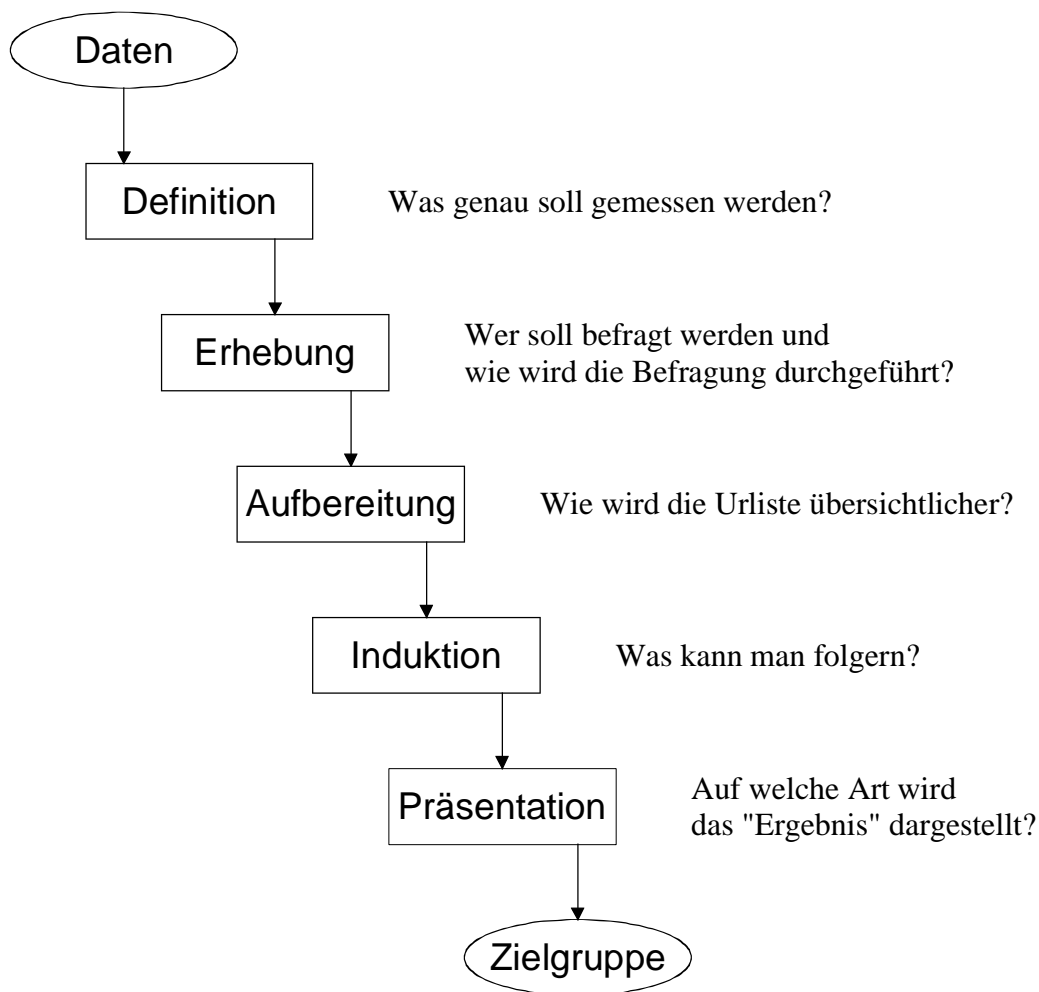 Daten
Definition
Was genau soll gemessen werden?
Erhebung
Wer soll befragt werden und
wie wird die Befragung durchgeführt?
Aufbereitung
Wie wird die Urliste übersichtlicher?
Induktion
Was kann man folgern?
Präsentation
Auf welche Art wird
das "Ergebnis" dargestellt?
Zielgruppe